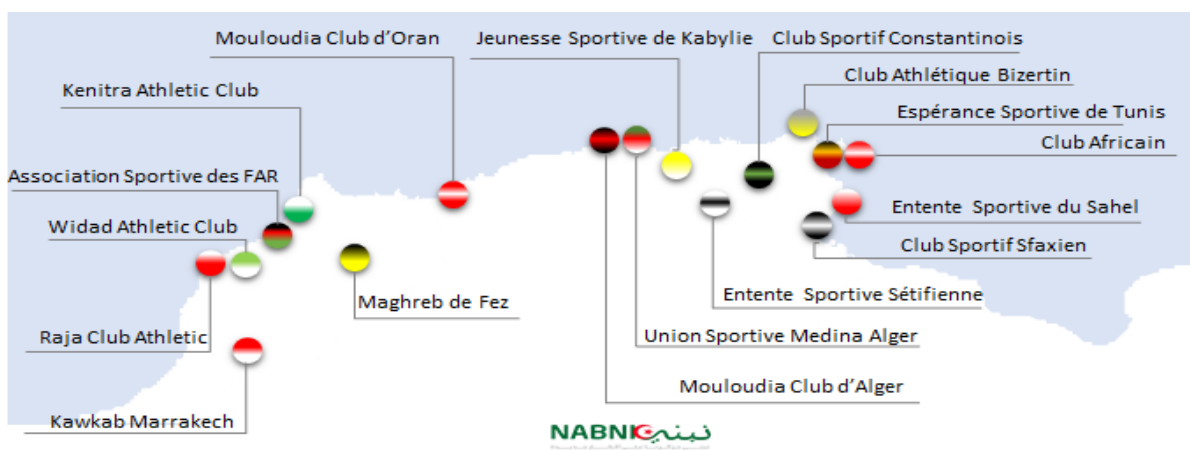 Mouloudia Club d’Oran
Jeunesse Sportive de Kabylie
Club Sportif Constantinois
Club Athlétique Bizertin
Kenitra Athletic Club
Espérance Sportive de Tunis
Club Africain
Association Sportive des FAR
Widad Athletic Club
Entente Sportive du Sahel
Club Sportif Sfaxien
Entente Sportive Sétifienne
Maghreb de Fez
Raja Club Athletic
Union Sportive Medina Alger
Mouloudia Club d’Alger
Kawkab Marrakech
NABNI نبني